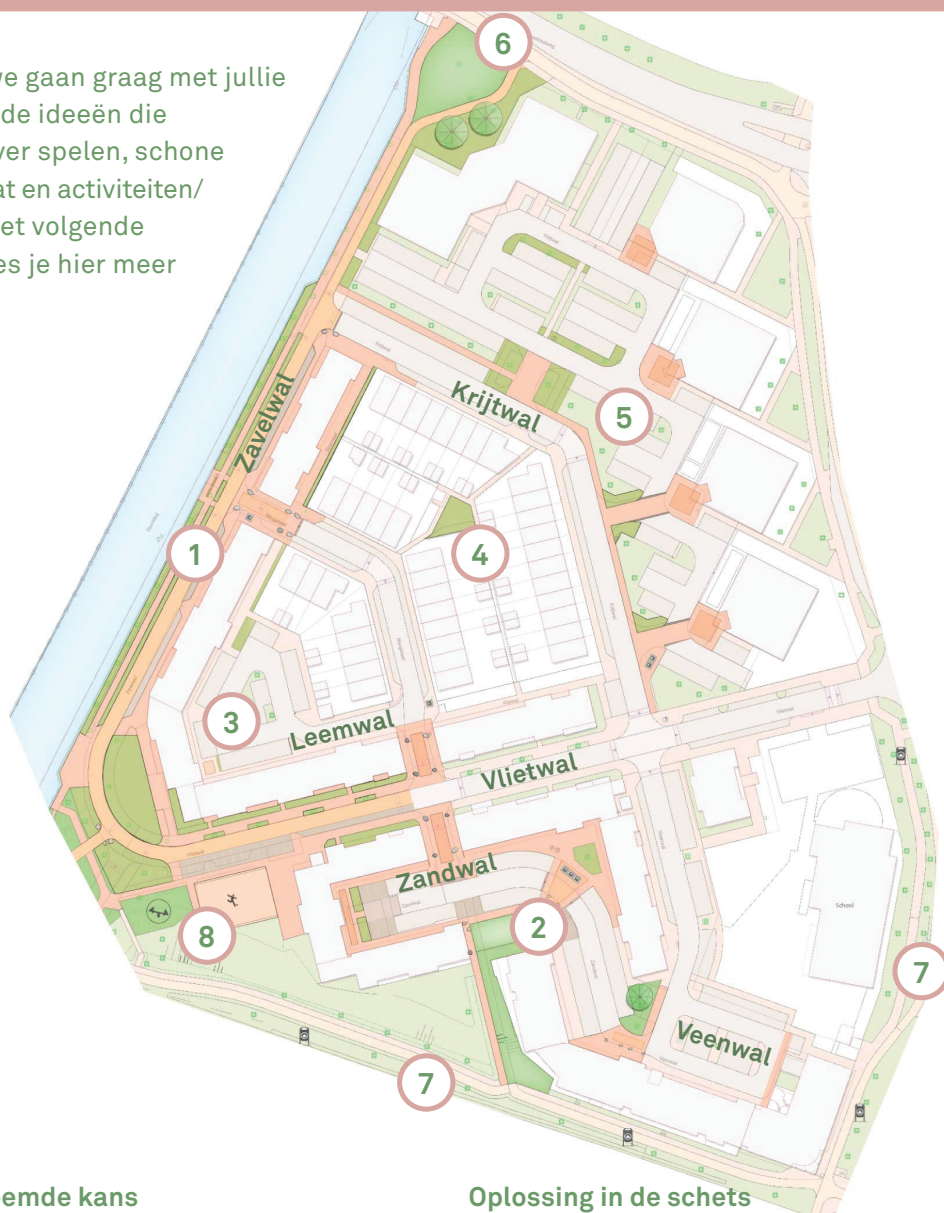 we gaan graag met jullie
de ideeën die
ver spelen, schone
at en activiteiten/
et volgende
es je hier meer
6
Zavelwal
Krijtwal
5
1
4
3
Leemwal
Vlietwal
Zandwal
2
8
School
7
Veenwal
7
emde kans
Oplossing in de schets